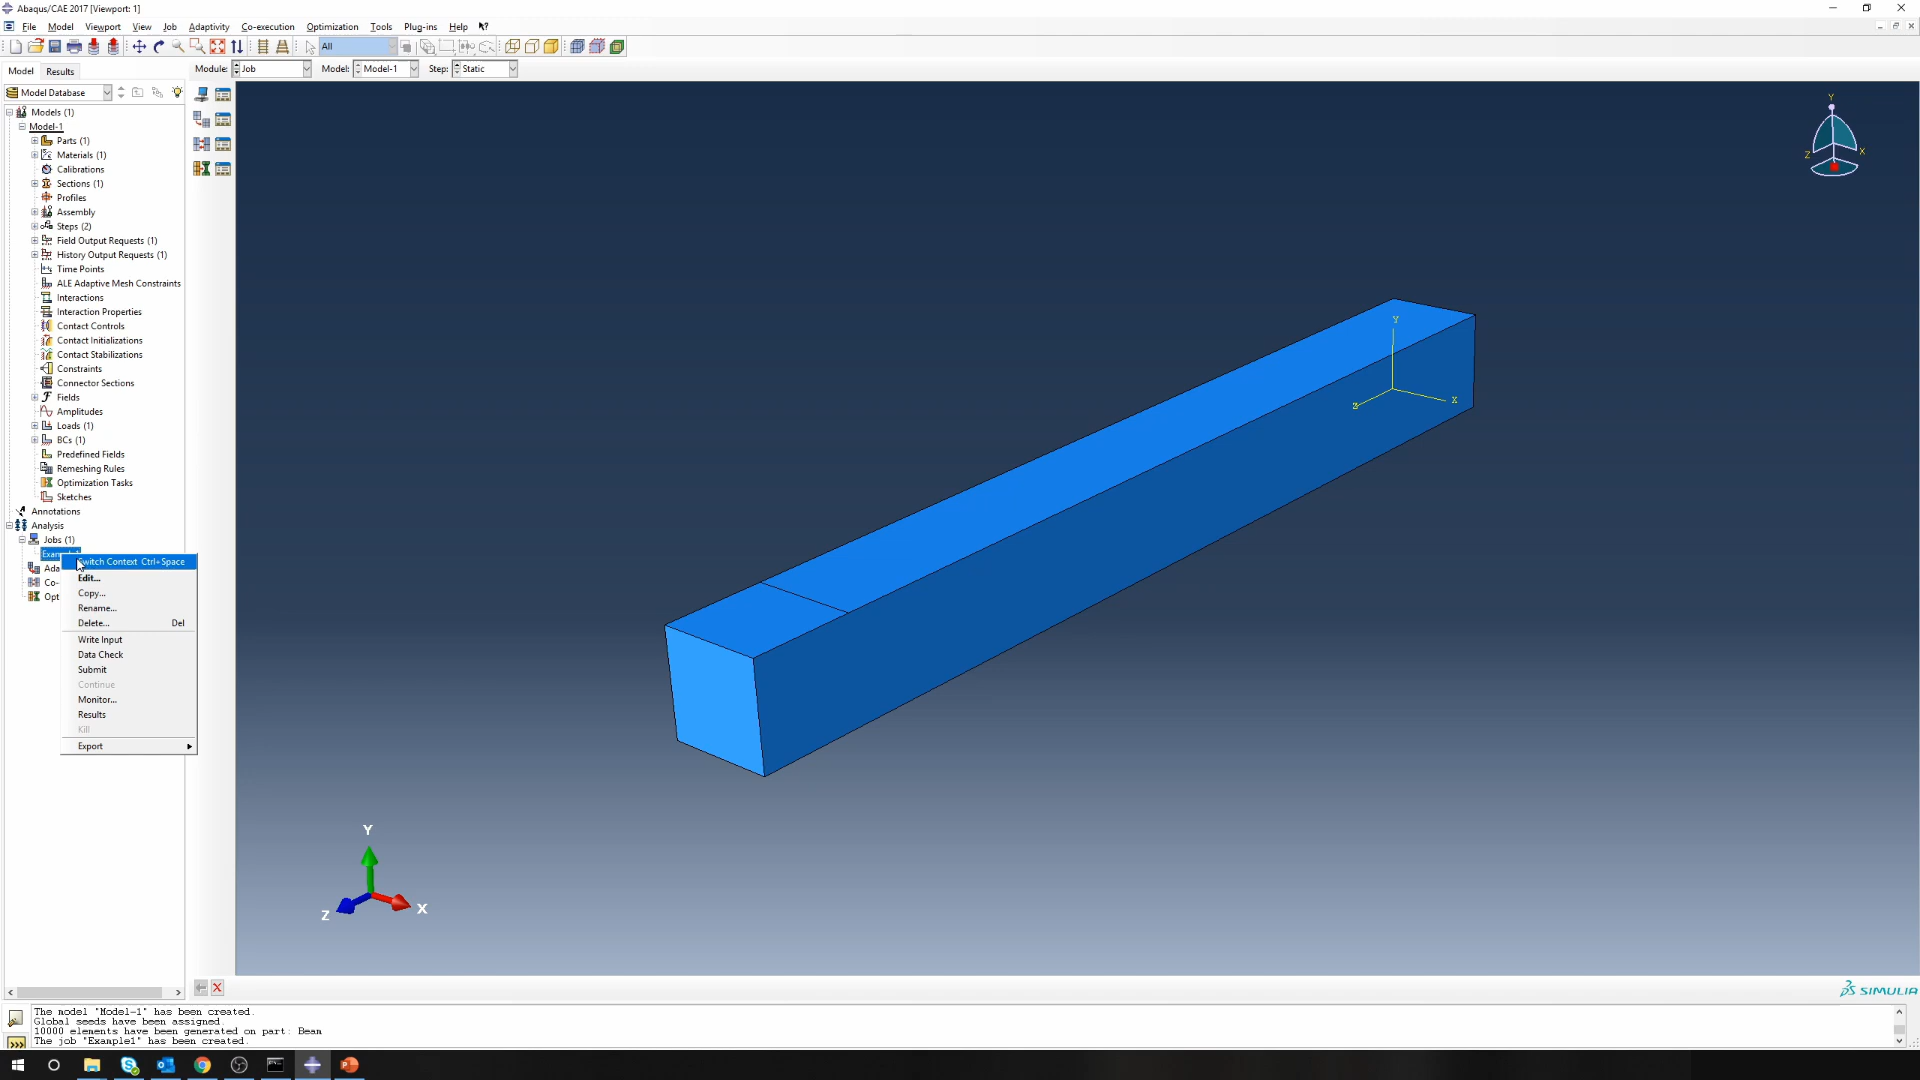 Abaqus/CAE 2017 [Viewport: 1]
File Model Viewport View Job Adaptivity Co-execution Optimization Tools Plug-ins Help
All
Model Results
Module: Job Model: Model-1 Step: Static
Model Database
Models (1)
Model-1
Parts (1)
Materials (1)
Calibrations
Sections (1)
Profiles
Assembly
Steps (2)
Field Output Requests (1)
History Output Requests (1)
Time Points
ALE Adaptive Mesh Constraints
Interactions
Interaction Properties
Contact Controls
Contact Initializations
Contact Stabilizations
Constraints
Connector Sections
Fields
Amplitudes
Loads (1)
BCs (1)
Predefined Fields
Remeshing Rules
Optimization Tasks
Sketches
Annotations
Analysis
Jobs (1)
Switch Context Ctrl+Space
Edit...
Copy...
Rename...
Delete... Del
Write Input
Data Check
Submit
Continue
Monitor...
Results
Kill
Export
Y
Z X
Y
Z X
Y
Z X
SIMULIA
The model "Model-1" has been created.
Global seeds have been assigned.
10000 elements have been generated on part: Beam
The job "Example1" has been created.